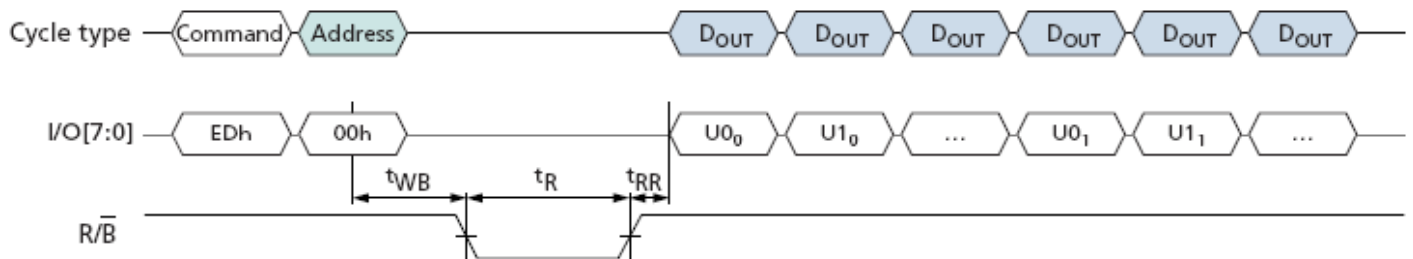 Cycle type Command Address DOUT DOUT DOUT DOUT DOUT DOUT
I/O[7:0] EDh 00h U0₀ U1₀ ... U0₁ U1₁ ...
tWB tR tRR
R/B̅